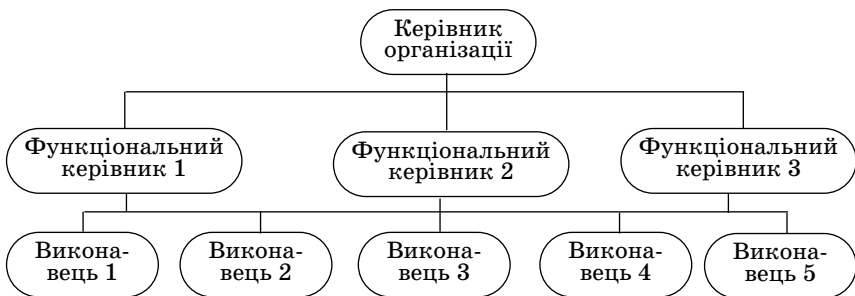 Керівник
організації
Функціональний
керівник 1
Функціональний
керівник 2
Функціональний
керівник 3
Викона-
вець 1
Викона-
вець 2
Викона-
вець 3
Викона-
вець 4
Викона-
вець 5